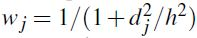 $w_j = 1/(1+d_j^2/h^2)$